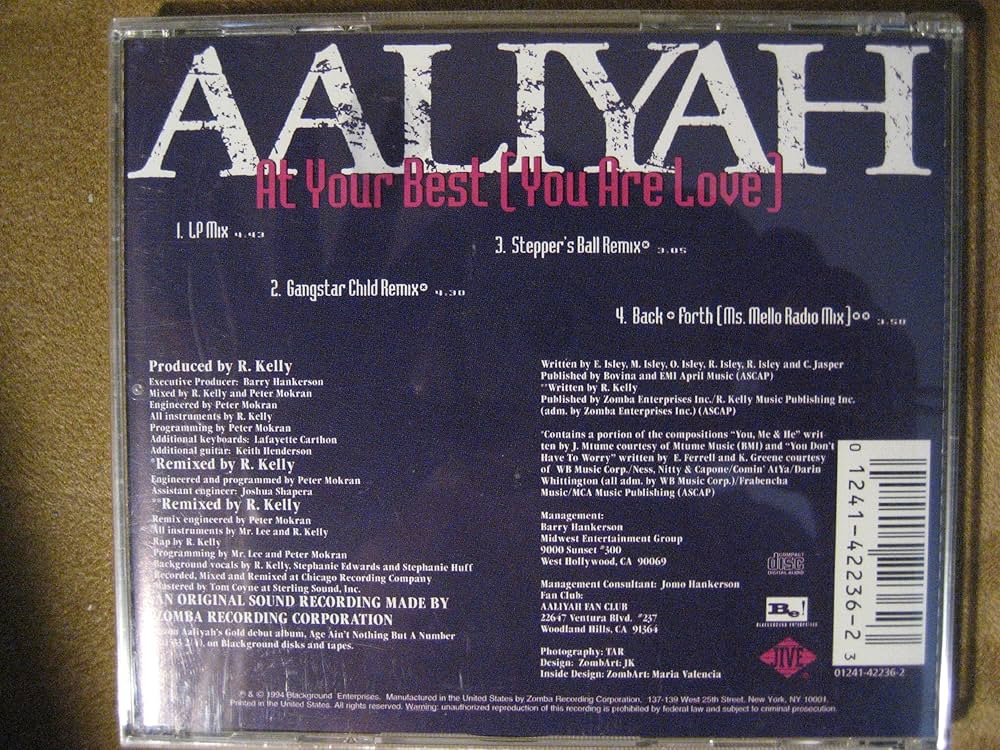 AALIYAH
At Your Best (You Are Love)
1. LP Mix 4.43
3. Stepper's Ball Remix* 3.05
2. Gangstar Child Remix* 4.30
4. Back & Forth (Ms. Mello Radio Mix)** 3.50
Produced by R. Kelly
Executive Producer: Barry Hankerson
Mixed by R. Kelly and Peter Mokran
Engineered by Peter Mokran
All instruments by R. Kelly
Programming by Peter Mokran
Additional keyboards: Lafayette Carthon
Additional guitar: Keith Henderson
*Remixed by R. Kelly
Engineered and programmed by Peter Mokran
Assistant engineer: Joshua Shapera
**Remixed by R. Kelly
Remix engineered by Peter Mokran
All instruments by Mr. Lee and R. Kelly
Rap by R. Kelly
Programming by Mr. Lee and Peter Mokran
Background vocals by R. Kelly, Stephanie Edwards and Stephanie Huff
Recorded, Mixed and Remixed at Chicago Recording Company
Mastered by Tom Coyne at Sterling Sound, Inc.
AN ORIGINAL SOUND RECORDING MADE BY
ZOMBA RECORDING CORPORATION
Aaliyah's Gold debut album, Age Ain't Nothing But A Number
on Blackground disks and tapes.
Written by E. Isley, M. Isley, O. Isley, R. Isley, R. Isley and C. Jasper
Published by Bovina and EMI April Music (ASCAP)
**Written by R. Kelly
Published by Zomba Enterprises Inc./R. Kelly Music Publishing Inc.
(adm. by Zomba Enterprises Inc.) (ASCAP)
*Contains a portion of the compositions "You, Me & He" writ-
ten by J. Mtume courtesy of Mtume Music (BMI) and "You Don't
Have To Worry" written by E. Ferrell and K. Greene courtesy
of WB Music Corp./Ness, Nitty & Capone/Comin' AtYa/Darin
Whittington (all adm. by WB Music Corp.)/Frabencha
Music/MCA Music Publishing (ASCAP)
Management:
Barry Hankerson
Midwest Entertainment Group
9000 Sunset #300
West Hollywood, CA 90069
Management Consultant: Jomo Hankerson
Fan Club:
AALIYAH FAN CLUB
22647 Ventura Blvd. #237
Woodland Hills, CA 91364
Photography: TAR
Design: ZombArt: JK
Inside Design: ZombArt: Maria Valencia
COMPACT
disc
DIGITAL AUDIO
Be!
BLACKGROUND ENTERPRISES
JIVE
0 1241-42236-2 3
01241-42236-2
℗ & © 1994 Blackground Enterprises. Manufactured in the United States by Zomba Recording Corporation, 137-139 West 25th Street, New York, NY 10001
Printed in the United States. All rights reserved. Warning: unauthorized reproduction of this recording is prohibited by federal law and subject to criminal prosecution.